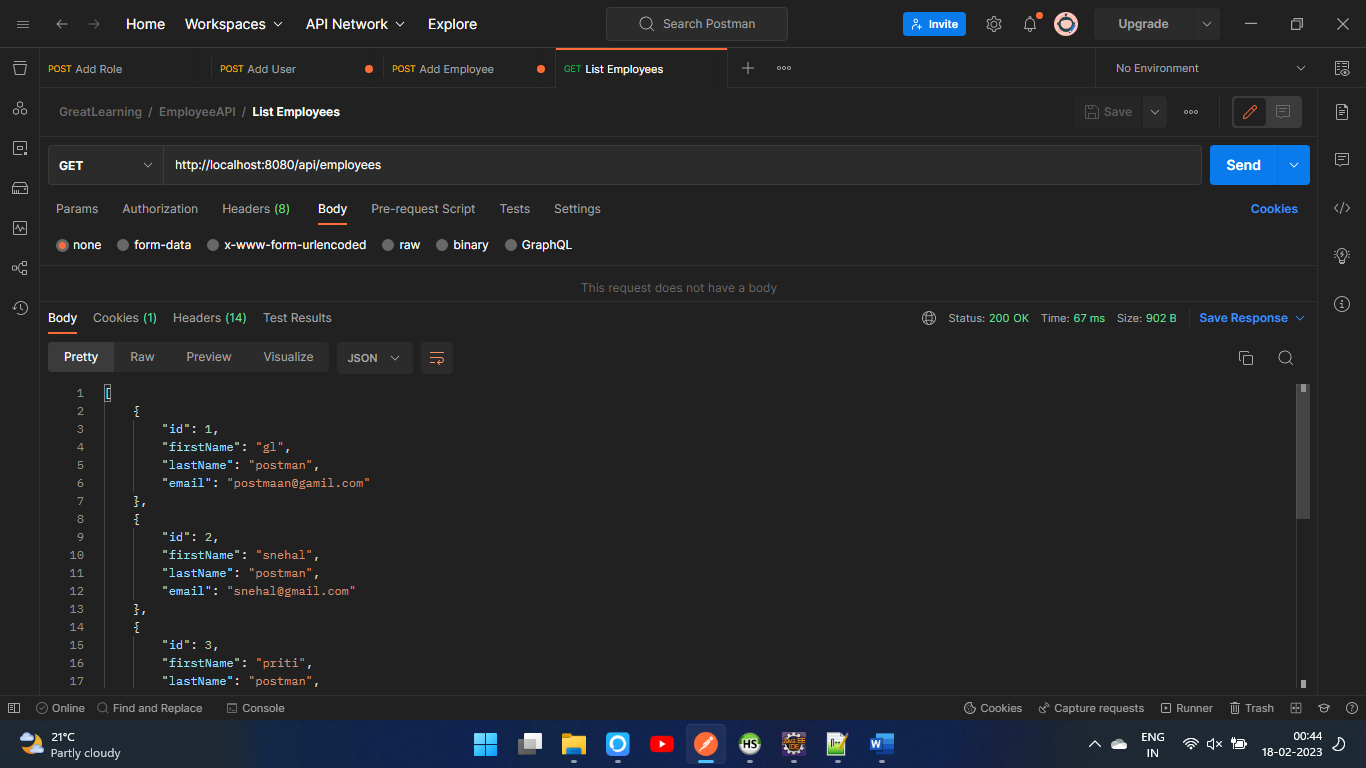 Home Workspaces API Network Explore Search Postman Invite Upgrade
POST Add Role POST Add User POST Add Employee GET List Employees No Environment
GreatLearning / EmployeeAPI / List Employees Save
GET http://localhost:8080/api/employees Send
Params Authorization Headers (8) Body Pre-request Script Tests Settings Cookies
none form-data x-www-form-urlencoded raw binary GraphQL
This request does not have a body
Body Cookies (1) Headers (14) Test Results Status: 200 OK Time: 67 ms Size: 902 B Save Response
Pretty Raw Preview Visualize JSON
1 [
2 {
3 "id": 1,
4 "firstName": "gl",
5 "lastName": "postman",
6 "email": "postmaan@gamil.com"
7 },
8 {
9 "id": 2,
10 "firstName": "snehal",
11 "lastName": "postman",
12 "email": "snehal@gmail.com"
13 },
14 {
15 "id": 3,
16 "firstName": "priti",
17 "lastName": "postman",
Online Find and Replace Console Cookies Capture requests Runner Trash
21°C
Partly cloudy
HS
Java EE
IDE
W
ENG
IN
00:44
18-02-2023